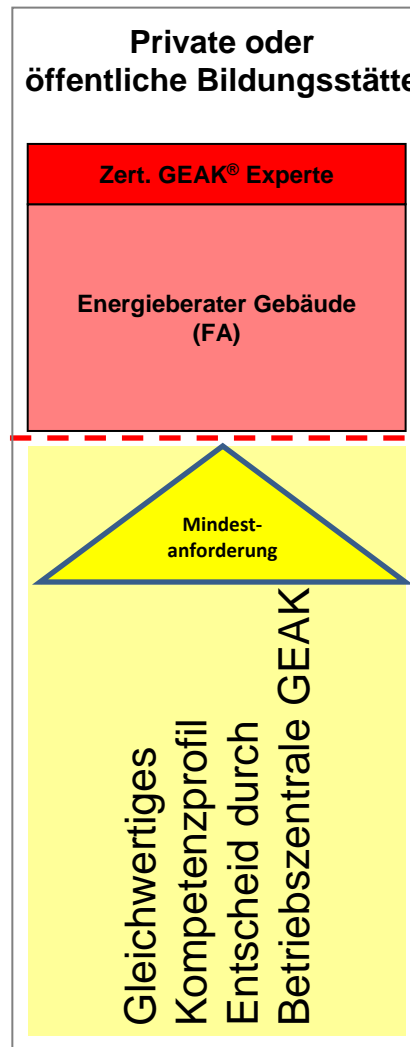 Private oder
öffentliche Bildungsstätte
Zert. GEAK® Experte
Energieberater Gebäude
(FA)
Mindest-
anforderung
Gleichwertiges
Kompetenzprofil
Entscheid durch
Betriebszentrale GEAK